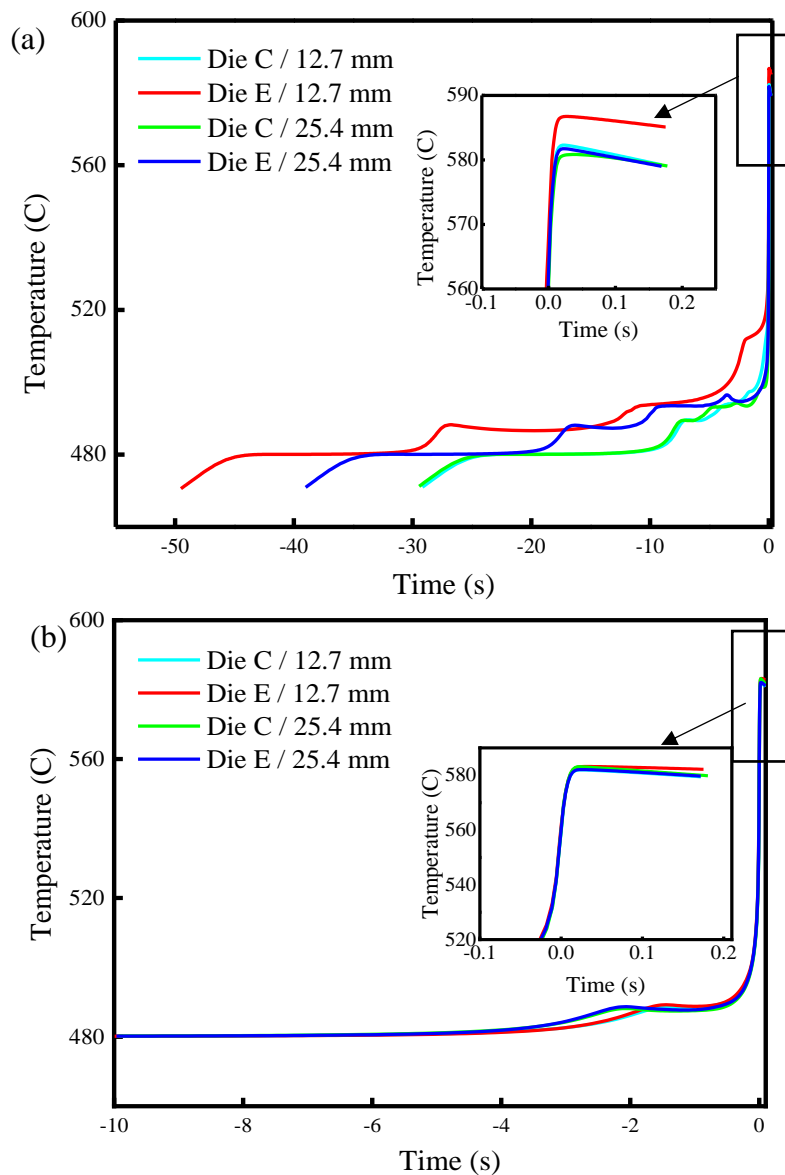 (a)
600
560
520
480
Temperature (C)
Die C / 12.7 mm
Die E / 12.7 mm
Die C / 25.4 mm
Die E / 25.4 mm
590
580
570
560
Temperature (C)
-0.1 0.0 0.1 0.2
Time (s)
-50 -40 -30 -20 -10 0
Time (s)
(b)
600
560
520
480
Temperature (C)
Die C / 12.7 mm
Die E / 12.7 mm
Die C / 25.4 mm
Die E / 25.4 mm
580
560
540
520
Temperature (C)
-0.1 0.0 0.1 0.2
Time (s)
-10 -8 -6 -4 -2 0
Time (s)